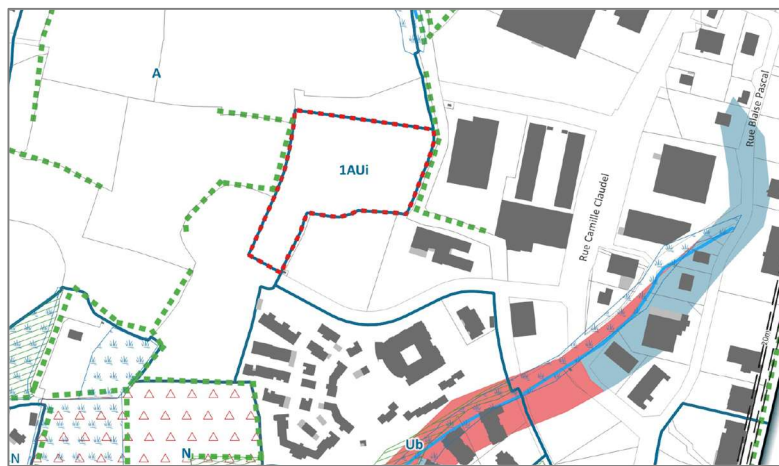 A
1AUi
Rue Blaise Pascal
Rue Camille Claudel
Ub
N
N